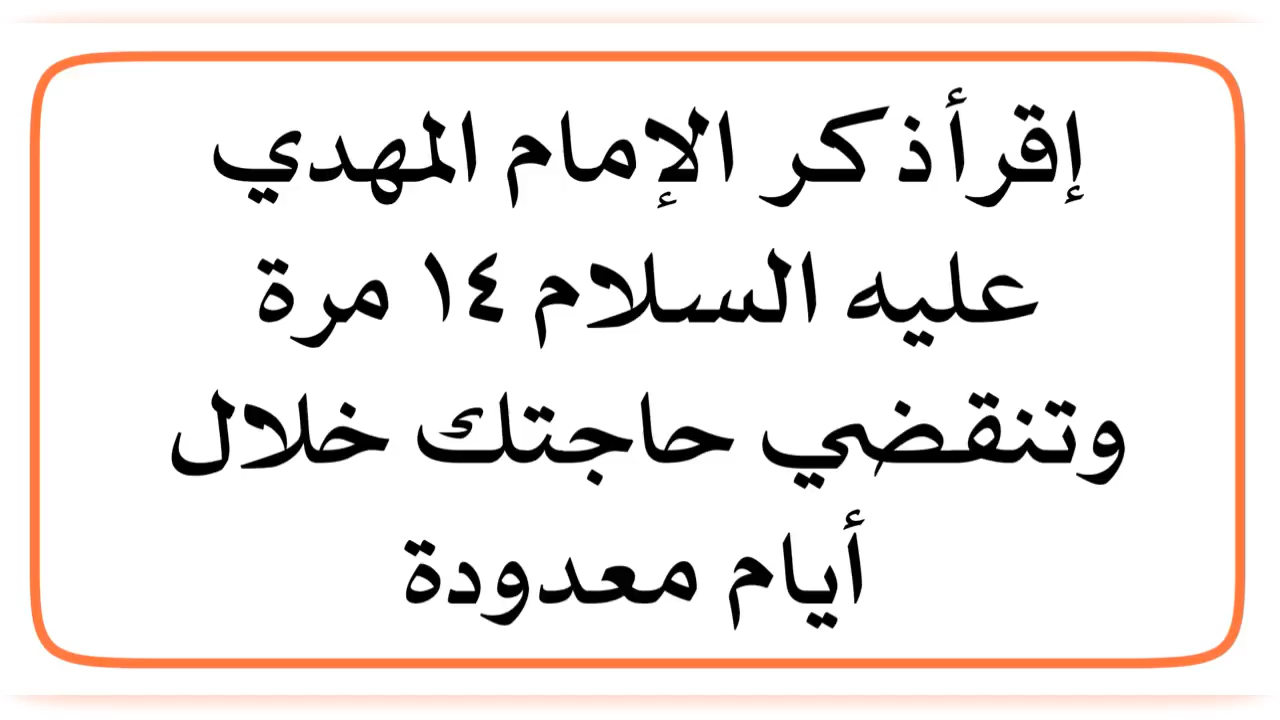 إقرأ ذكر الإمام المهدي
عليه السلام ١٤ مرة
وتنقضي حاجتك خلال
أيام معدودة